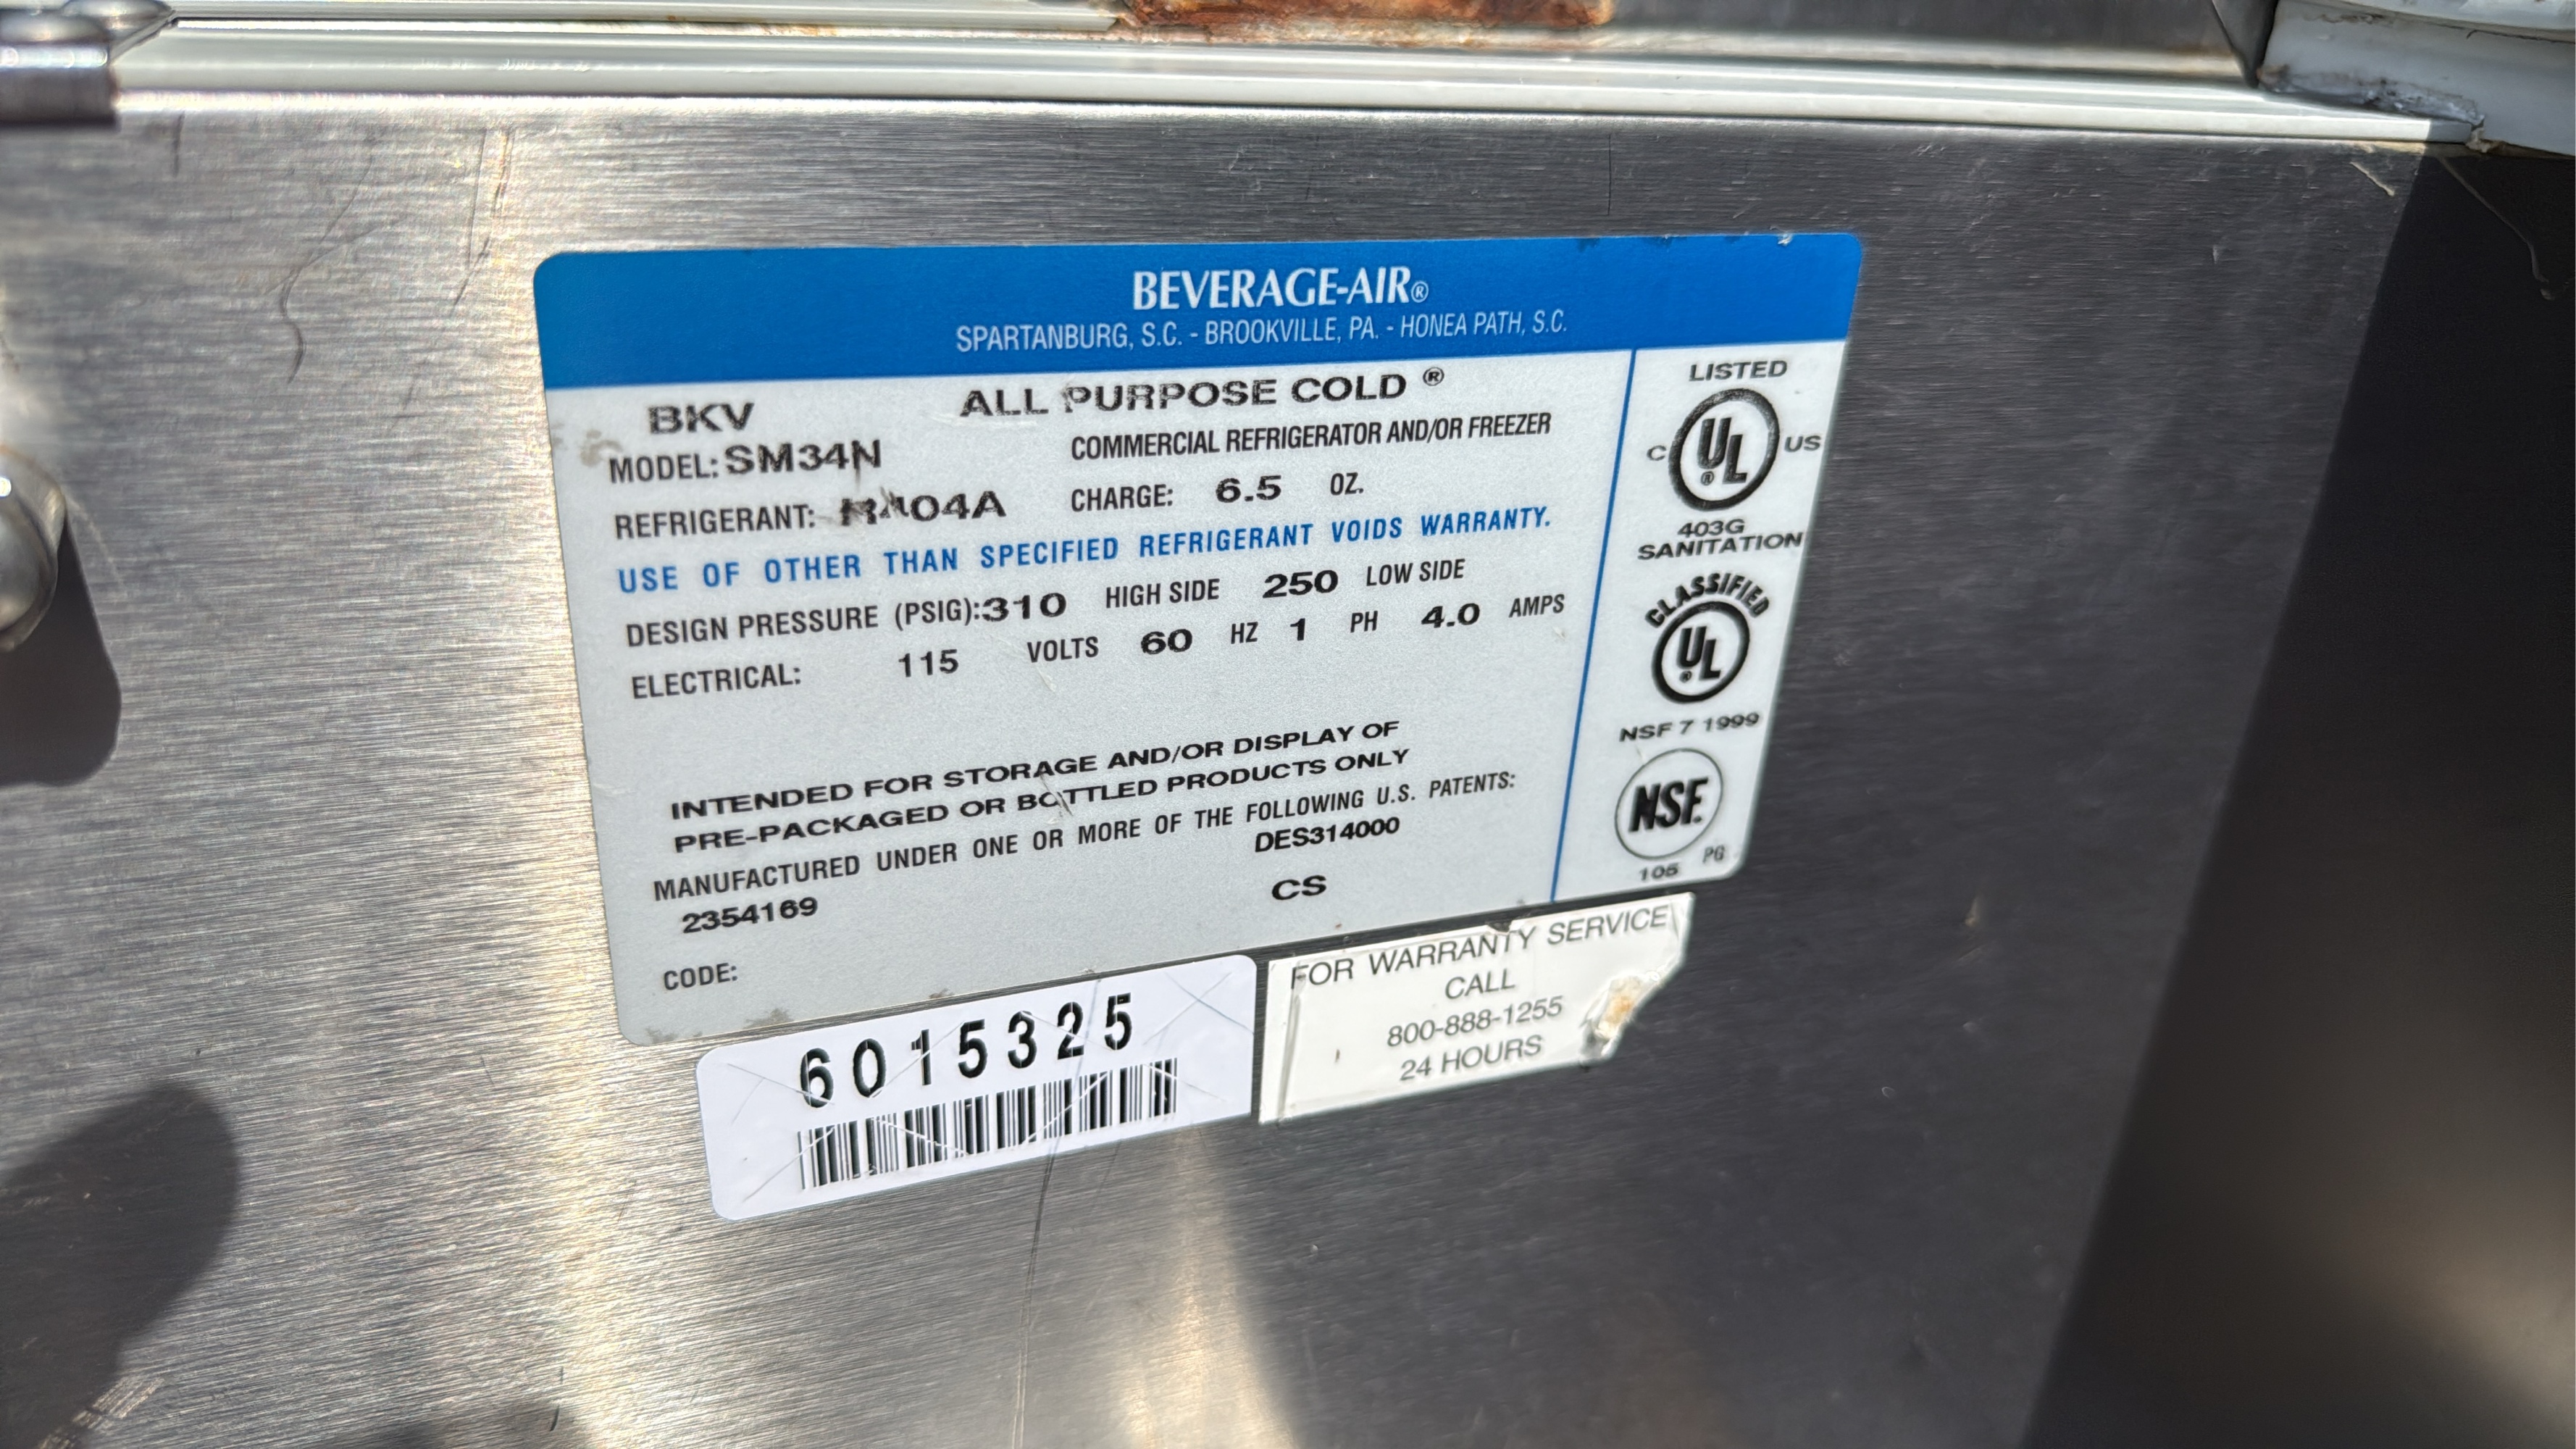 BEVERAGE-AIR®
SPARTANBURG, S.C. - BROOKVILLE, PA. - HONEA PATH, S.C.
BKV ALL PURPOSE COLD ®
MODEL: SM34N COMMERCIAL REFRIGERATOR AND/OR FREEZER
REFRIGERANT: R404A CHARGE: 6.5 OZ.
USE OF OTHER THAN SPECIFIED REFRIGERANT VOIDS WARRANTY.
DESIGN PRESSURE (PSIG): 310 HIGH SIDE 250 LOW SIDE
ELECTRICAL: 115 VOLTS 60 HZ 1 PH 4.0 AMPS
INTENDED FOR STORAGE AND/OR DISPLAY OF
PRE-PACKAGED OR BOTTLED PRODUCTS ONLY
MANUFACTURED UNDER ONE OR MORE OF THE FOLLOWING U.S. PATENTS:
2354169 DES314000
CS
CODE:
LISTED
C UL® US
403G
SANITATION
CLASSIFIED
UL®
NSF 7 1999
NSF.
105 PG
6015325
FOR WARRANTY SERVICE
CALL
800-888-1255
24 HOURS